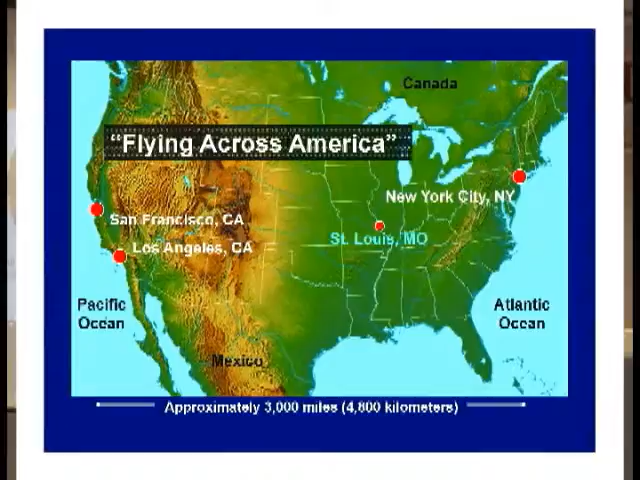 Canada
"Flying Across America"
New York City, NY
San Francisco, CA
St. Louis, MO
Los Angeles, CA
Pacific
Ocean
Atlantic
Ocean
Mexico
Approximately 3,000 miles (4,800 kilometers)